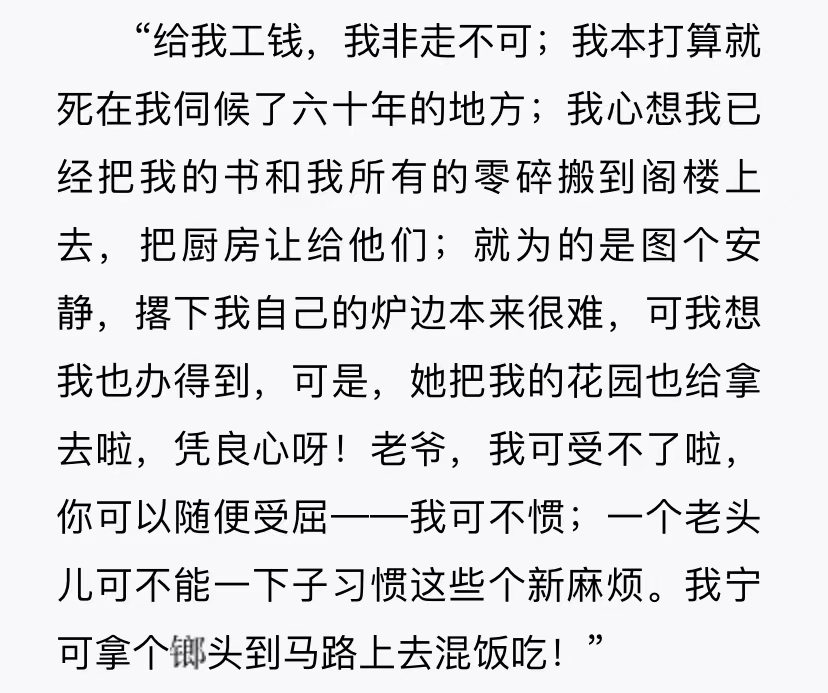 “给我工钱，我非走不可；我本打算就
死在我伺候了六十年的地方；我心想我已
经把我的书和我所有的零碎搬到阁楼上
去，把厨房让给他们；就为的是图个安
静，撂下我自己的炉边本来很难，可我想
我也办得到，可是，她把我的花园也给拿
去啦，凭良心呀！老爷，我可受不了啦，
你可以随便受屈——我可不惯；一个老头
儿可不能一下子习惯这些个新麻烦。我宁
可拿个鎯头到马路上去混饭吃！”